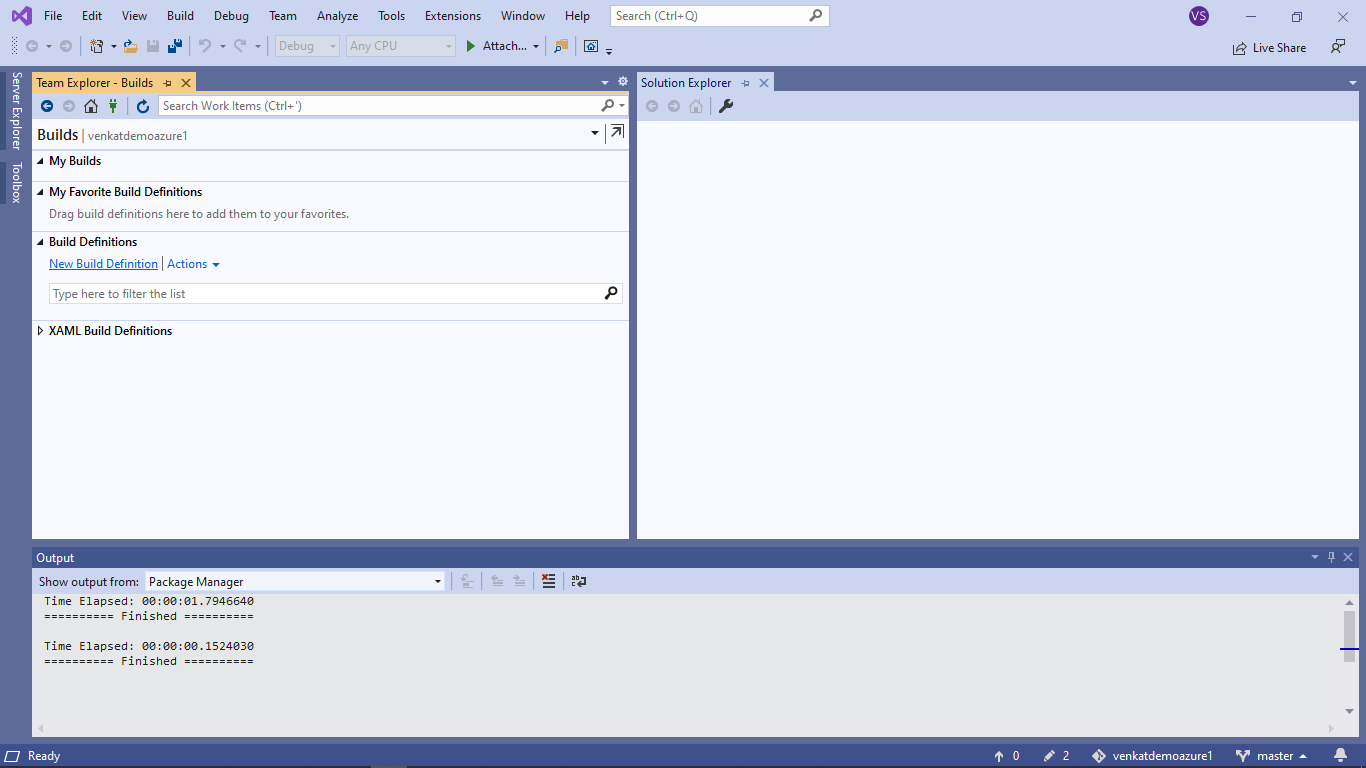 File Edit View Build Debug Team Analyze Tools Extensions Window Help Search (Ctrl+Q) VS
Debug Any CPU Attach... Live Share
Server Explorer
Toolbox
Team Explorer - Builds
Search Work Items (Ctrl+')
Builds | venkatdemoazure1
My Builds
My Favorite Build Definitions
Drag build definitions here to add them to your favorites.
Build Definitions
New Build Definition | Actions
Type here to filter the list
XAML Build Definitions
Solution Explorer
Output
Show output from: Package Manager
Time Elapsed: 00:00:01.7946640
========== Finished ==========
Time Elapsed: 00:00:00.1524030
========== Finished ==========
Ready 0 2 venkatdemoazure1 master